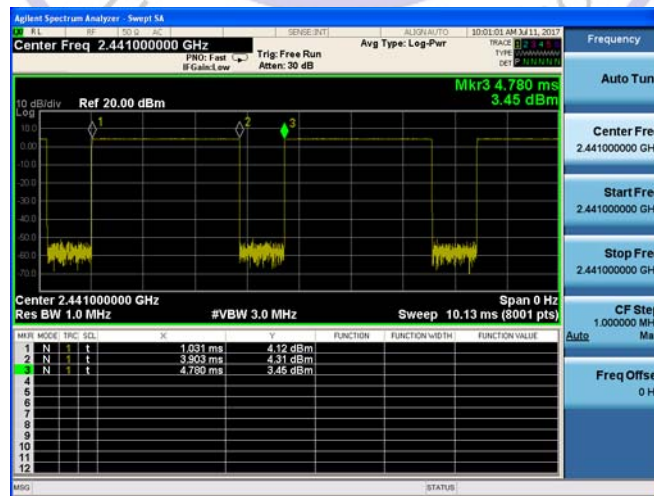 Agilent Spectrum Analyzer - Swept SA
RL RF 50 Ω AC SENSE:INT ALIGN AUTO 10:01:01 AM Jul 11, 2017
Center Freq 2.441000000 GHz
PNO: Fast
IFGain:Low
Trig: Free Run
Atten: 30 dB
Avg Type: Log-Pwr
TRACE 1 2 3 4 5 6
TYPE
DET P N N N N N
Mkr3 4.780 ms
3.45 dBm
10 dB/div Ref 20.00 dBm
Log
10.0
0.00
-10.0
-20.0
-30.0
-40.0
-50.0
-60.0
-70.0
1
2
3
Center 2.441000000 GHz Span 0 Hz
Res BW 1.0 MHz #VBW 3.0 MHz Sweep 10.13 ms (8001 pts)
MKR MODE TRC SCL X Y FUNCTION FUNCTION WIDTH FUNCTION VALUE
1 N 1 t 1.031 ms 4.12 dBm
2 N 1 t 3.903 ms 4.31 dBm
3 N 1 t 4.780 ms 3.45 dBm
4
5
6
7
8
9
10
11
12
MSG STATUS
Frequency
Auto Tun
Center Fre
2.441000000 GH
Start Fre
2.441000000 GH
Stop Fre
2.441000000 GH
CF Ste
1.000000 MH
Auto Ma
Freq Offse
0 H